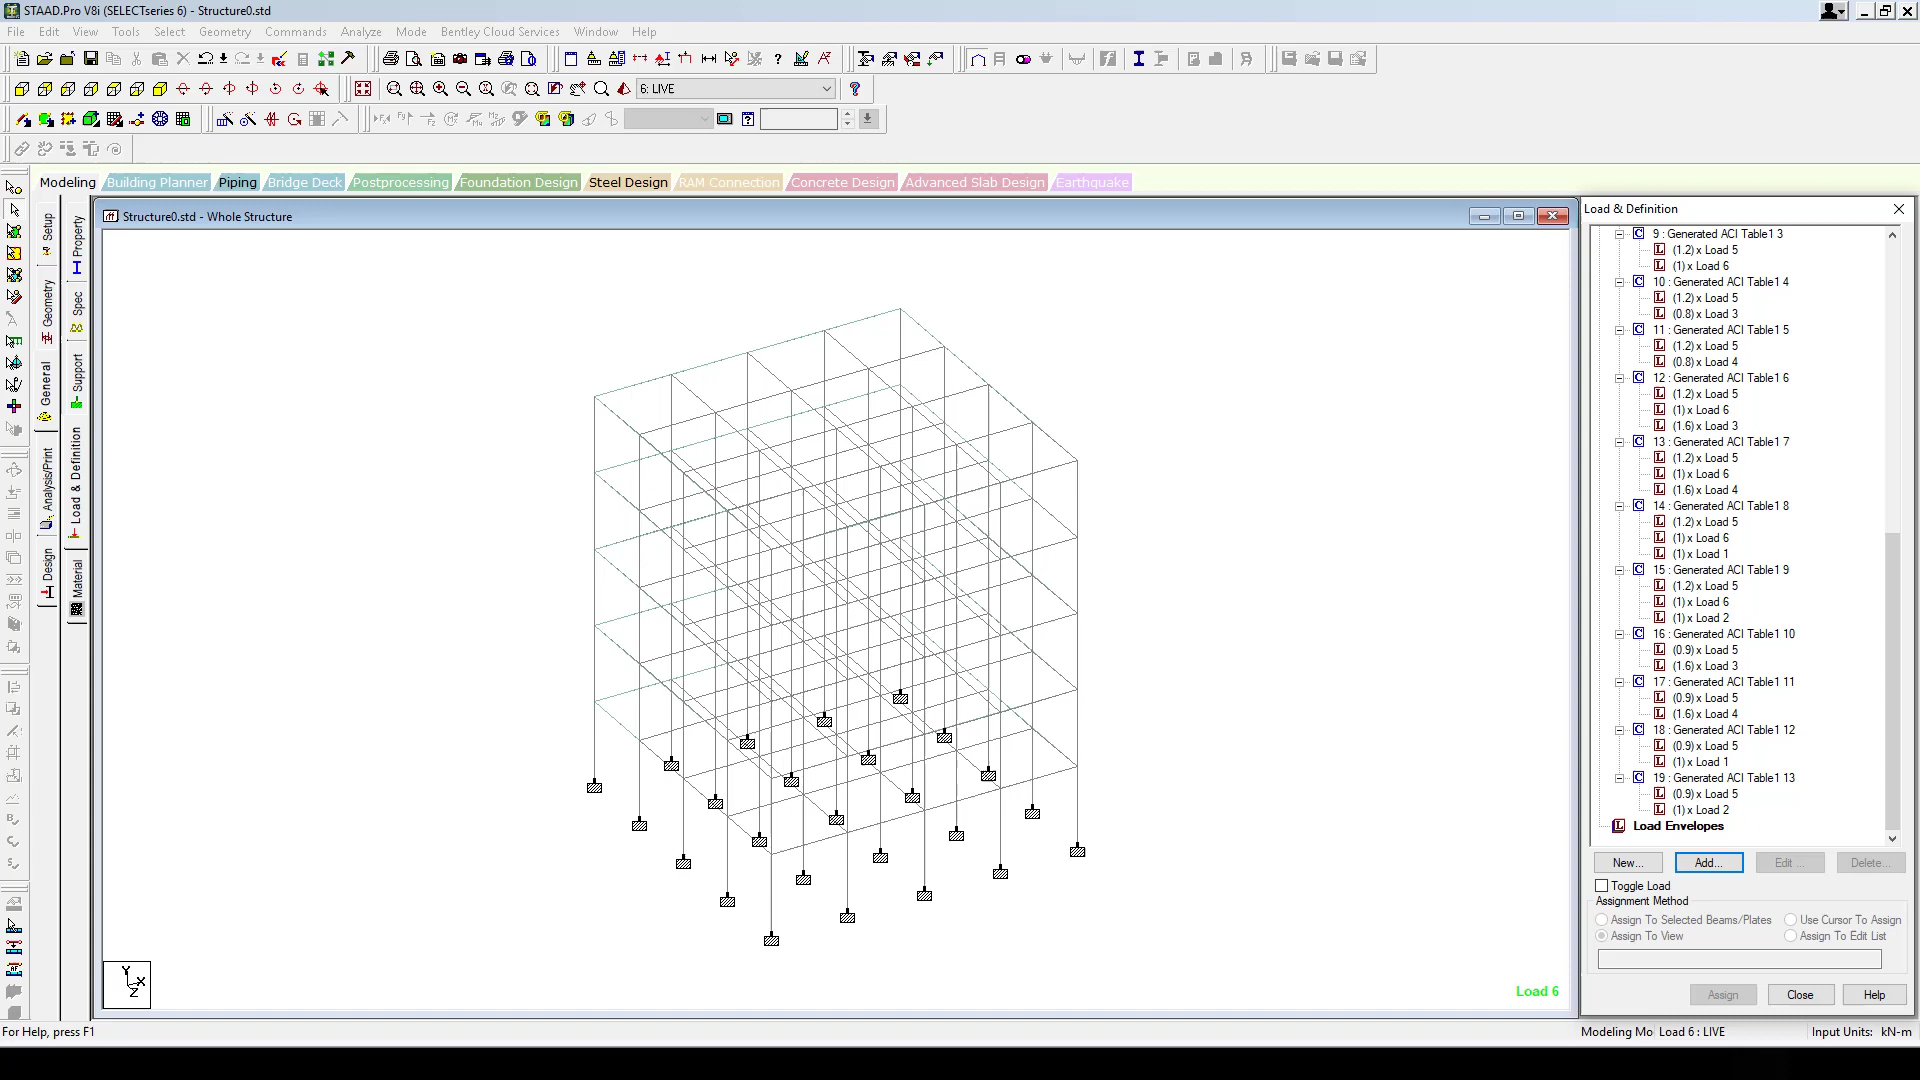 STAAD.Pro V8i (SELECTseries 6) - Structure0.std
File Edit View Tools Select Geometry Commands Analyze Mode Bentley Cloud Services Window Help
6: LIVE
Modeling Building Planner Piping Bridge Deck Postprocessing Foundation Design Steel Design RAM Connection Concrete Design Advanced Slab Design Earthquake
Setup
Geometry
General
Analysis/Print
Design
Property
Spec
Support
Load & Definition
Material
Structure0.std - Whole Structure
Y
X
Z
Load 6
Load & Definition
9 : Generated ACI Table1 3
(1.2) x Load 5
(1) x Load 6
10 : Generated ACI Table1 4
(1.2) x Load 5
(0.8) x Load 3
11 : Generated ACI Table1 5
(1.2) x Load 5
(0.8) x Load 4
12 : Generated ACI Table1 6
(1.2) x Load 5
(1) x Load 6
(1.6) x Load 3
13 : Generated ACI Table1 7
(1.2) x Load 5
(1) x Load 6
(1.6) x Load 4
14 : Generated ACI Table1 8
(1.2) x Load 5
(1) x Load 6
(1) x Load 1
15 : Generated ACI Table1 9
(1.2) x Load 5
(1) x Load 6
(1) x Load 2
16 : Generated ACI Table1 10
(0.9) x Load 5
(1.6) x Load 3
17 : Generated ACI Table1 11
(0.9) x Load 5
(1.6) x Load 4
18 : Generated ACI Table1 12
(0.9) x Load 5
(1) x Load 1
19 : Generated ACI Table1 13
(0.9) x Load 5
(1) x Load 2
Load Envelopes
New... Add... Edit ... Delete...
Toggle Load
Assignment Method
Assign To Selected Beams/Plates Use Cursor To Assign
Assign To View Assign To Edit List
Assign Close Help
For Help, press F1
Modeling Mo Load 6 : LIVE Input Units: kN-m